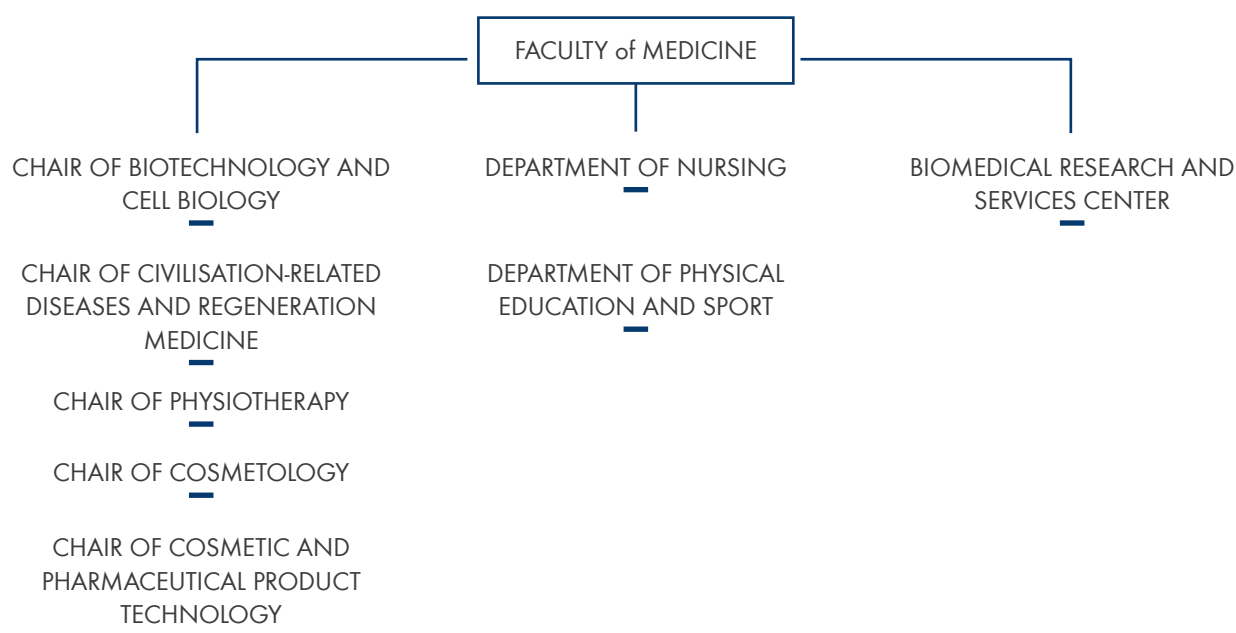 FACULTY of MEDICINE
CHAIR OF BIOTECHNOLOGY AND
CELL BIOLOGY
CHAIR OF CIVILISATION-RELATED
DISEASES AND REGENERATION
MEDICINE
CHAIR OF PHYSIOTHERAPY
CHAIR OF COSMETOLOGY
CHAIR OF COSMETIC AND
PHARMACEUTICAL PRODUCT
TECHNOLOGY
DEPARTMENT OF NURSING
DEPARTMENT OF PHYSICAL
EDUCATION AND SPORT
BIOMEDICAL RESEARCH AND
SERVICES CENTER